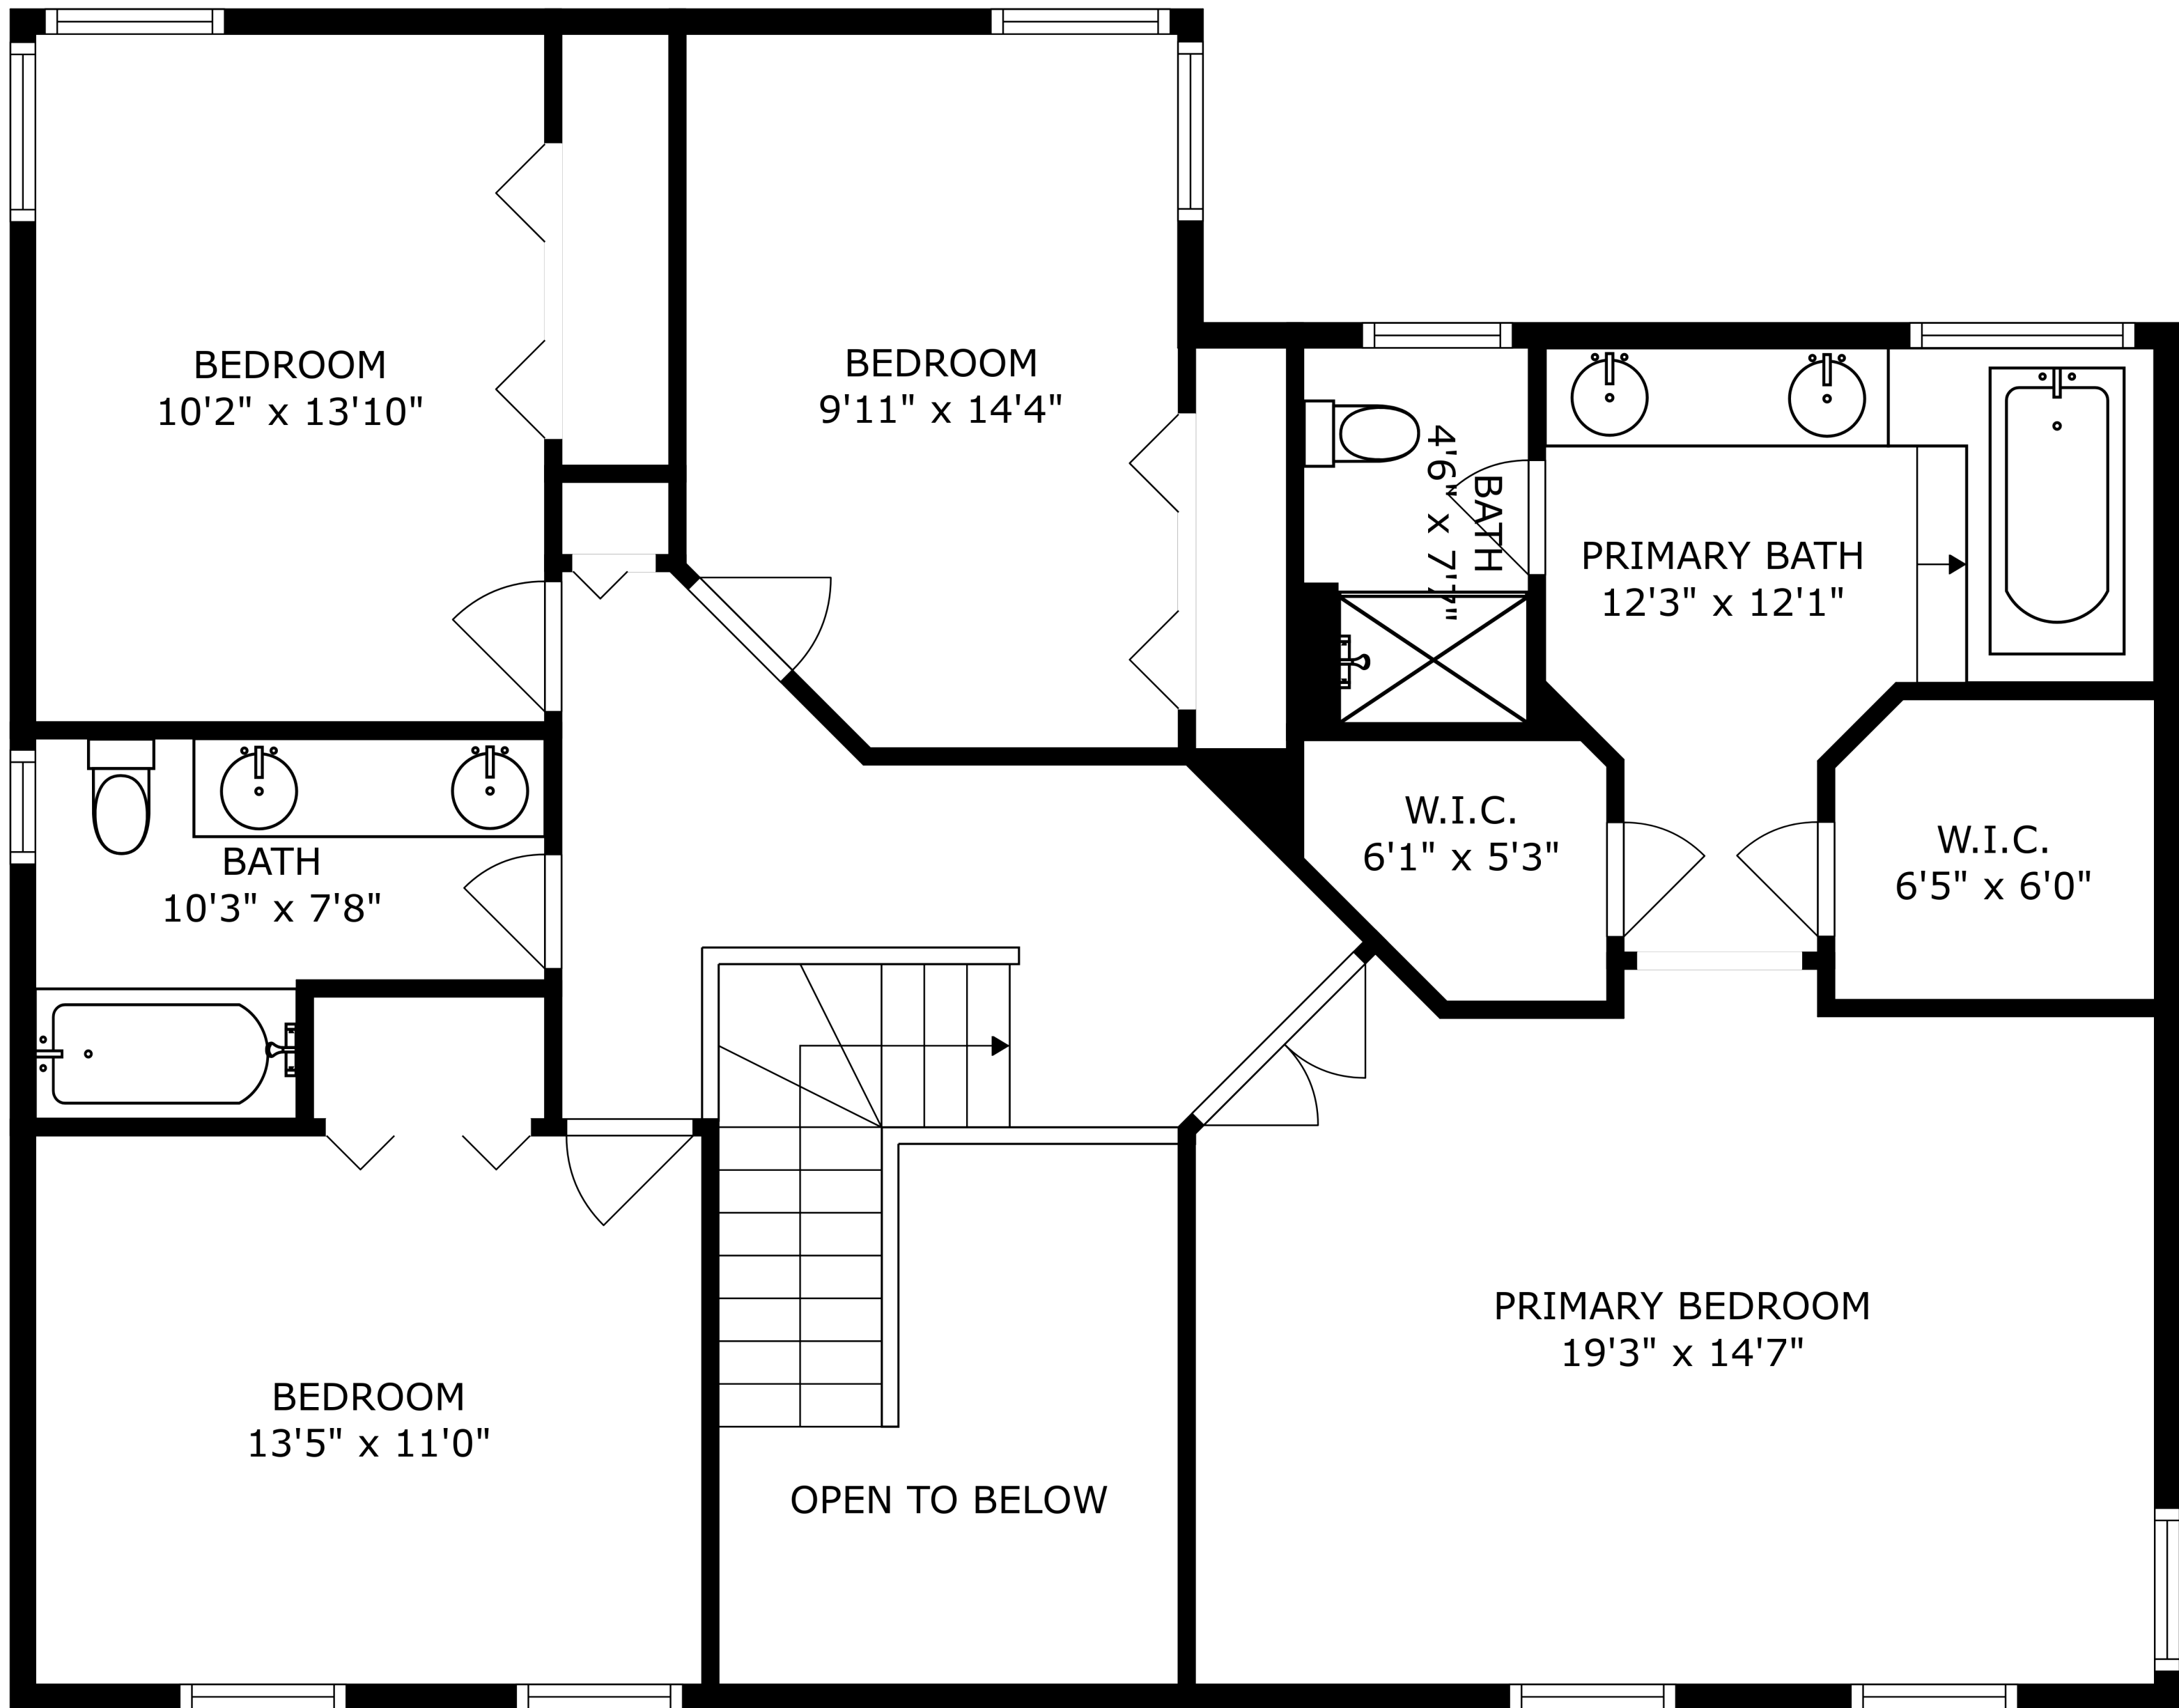 BEDROOM
10'2" x 13'10"
BEDROOM
9'11" x 14'4"
BATH
4'6" x 7'7"
PRIMARY BATH
12'3" x 12'1"
W.I.C.
6'1" x 5'3"
W.I.C.
6'5" x 6'0"
BATH
10'3" x 7'8"
PRIMARY BEDROOM
19'3" x 14'7"
BEDROOM
13'5" x 11'0"
OPEN TO BELOW